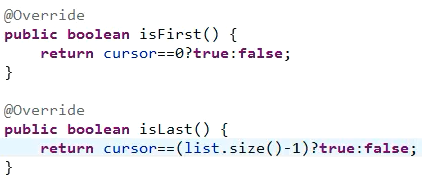 @Override
public boolean isFirst() {
    return cursor==0?true:false;
}
@Override
public boolean isLast() {
    return cursor==(list.size()-1)?true:false;
}